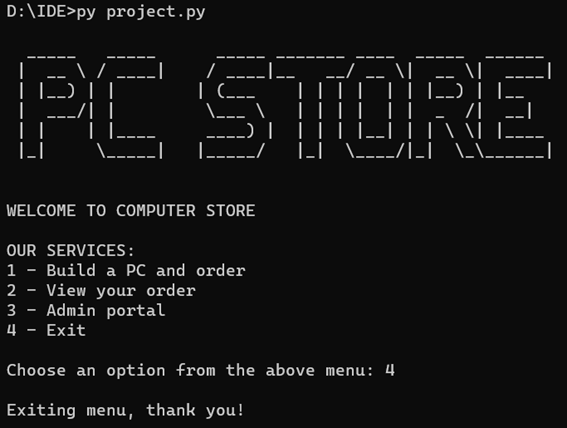 D:\IDE>py project.py
PC STORE
WELCOME TO COMPUTER STORE
OUR SERVICES:
1 - Build a PC and order
2 - View your order
3 - Admin portal
4 - Exit
Choose an option from the above menu: 4
Exiting menu, thank you!